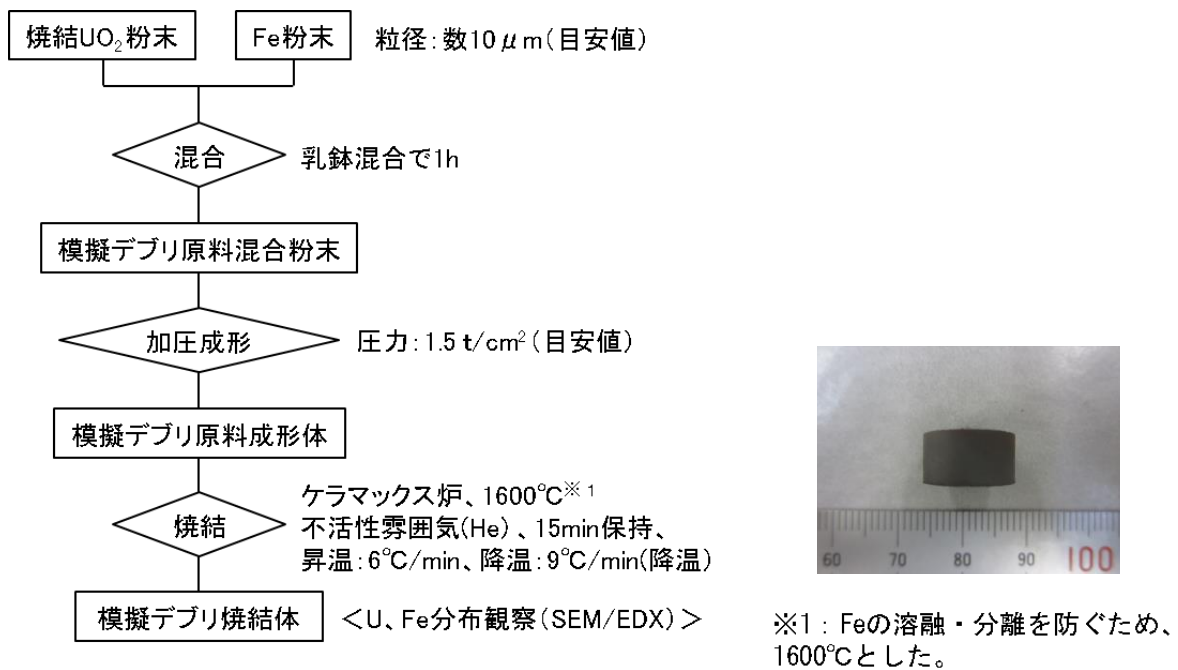 焼結UO₂粉末
Fe粉末
粒径：数10μm(目安値)
混合
乳鉢混合で1h
模擬デブリ原料混合粉末
加圧成形
圧力：1.5 t/cm²(目安値)
模擬デブリ原料成形体
焼結
ケラマックス炉、1600℃※1
不活性雰囲気(He)、15min保持、
昇温：6℃/min、降温：9℃/min(降温)
模擬デブリ焼結体
＜U、Fe分布観察(SEM/EDX)＞
60 70 80 90 100
※1：Feの溶融・分離を防ぐため、
1600℃とした。